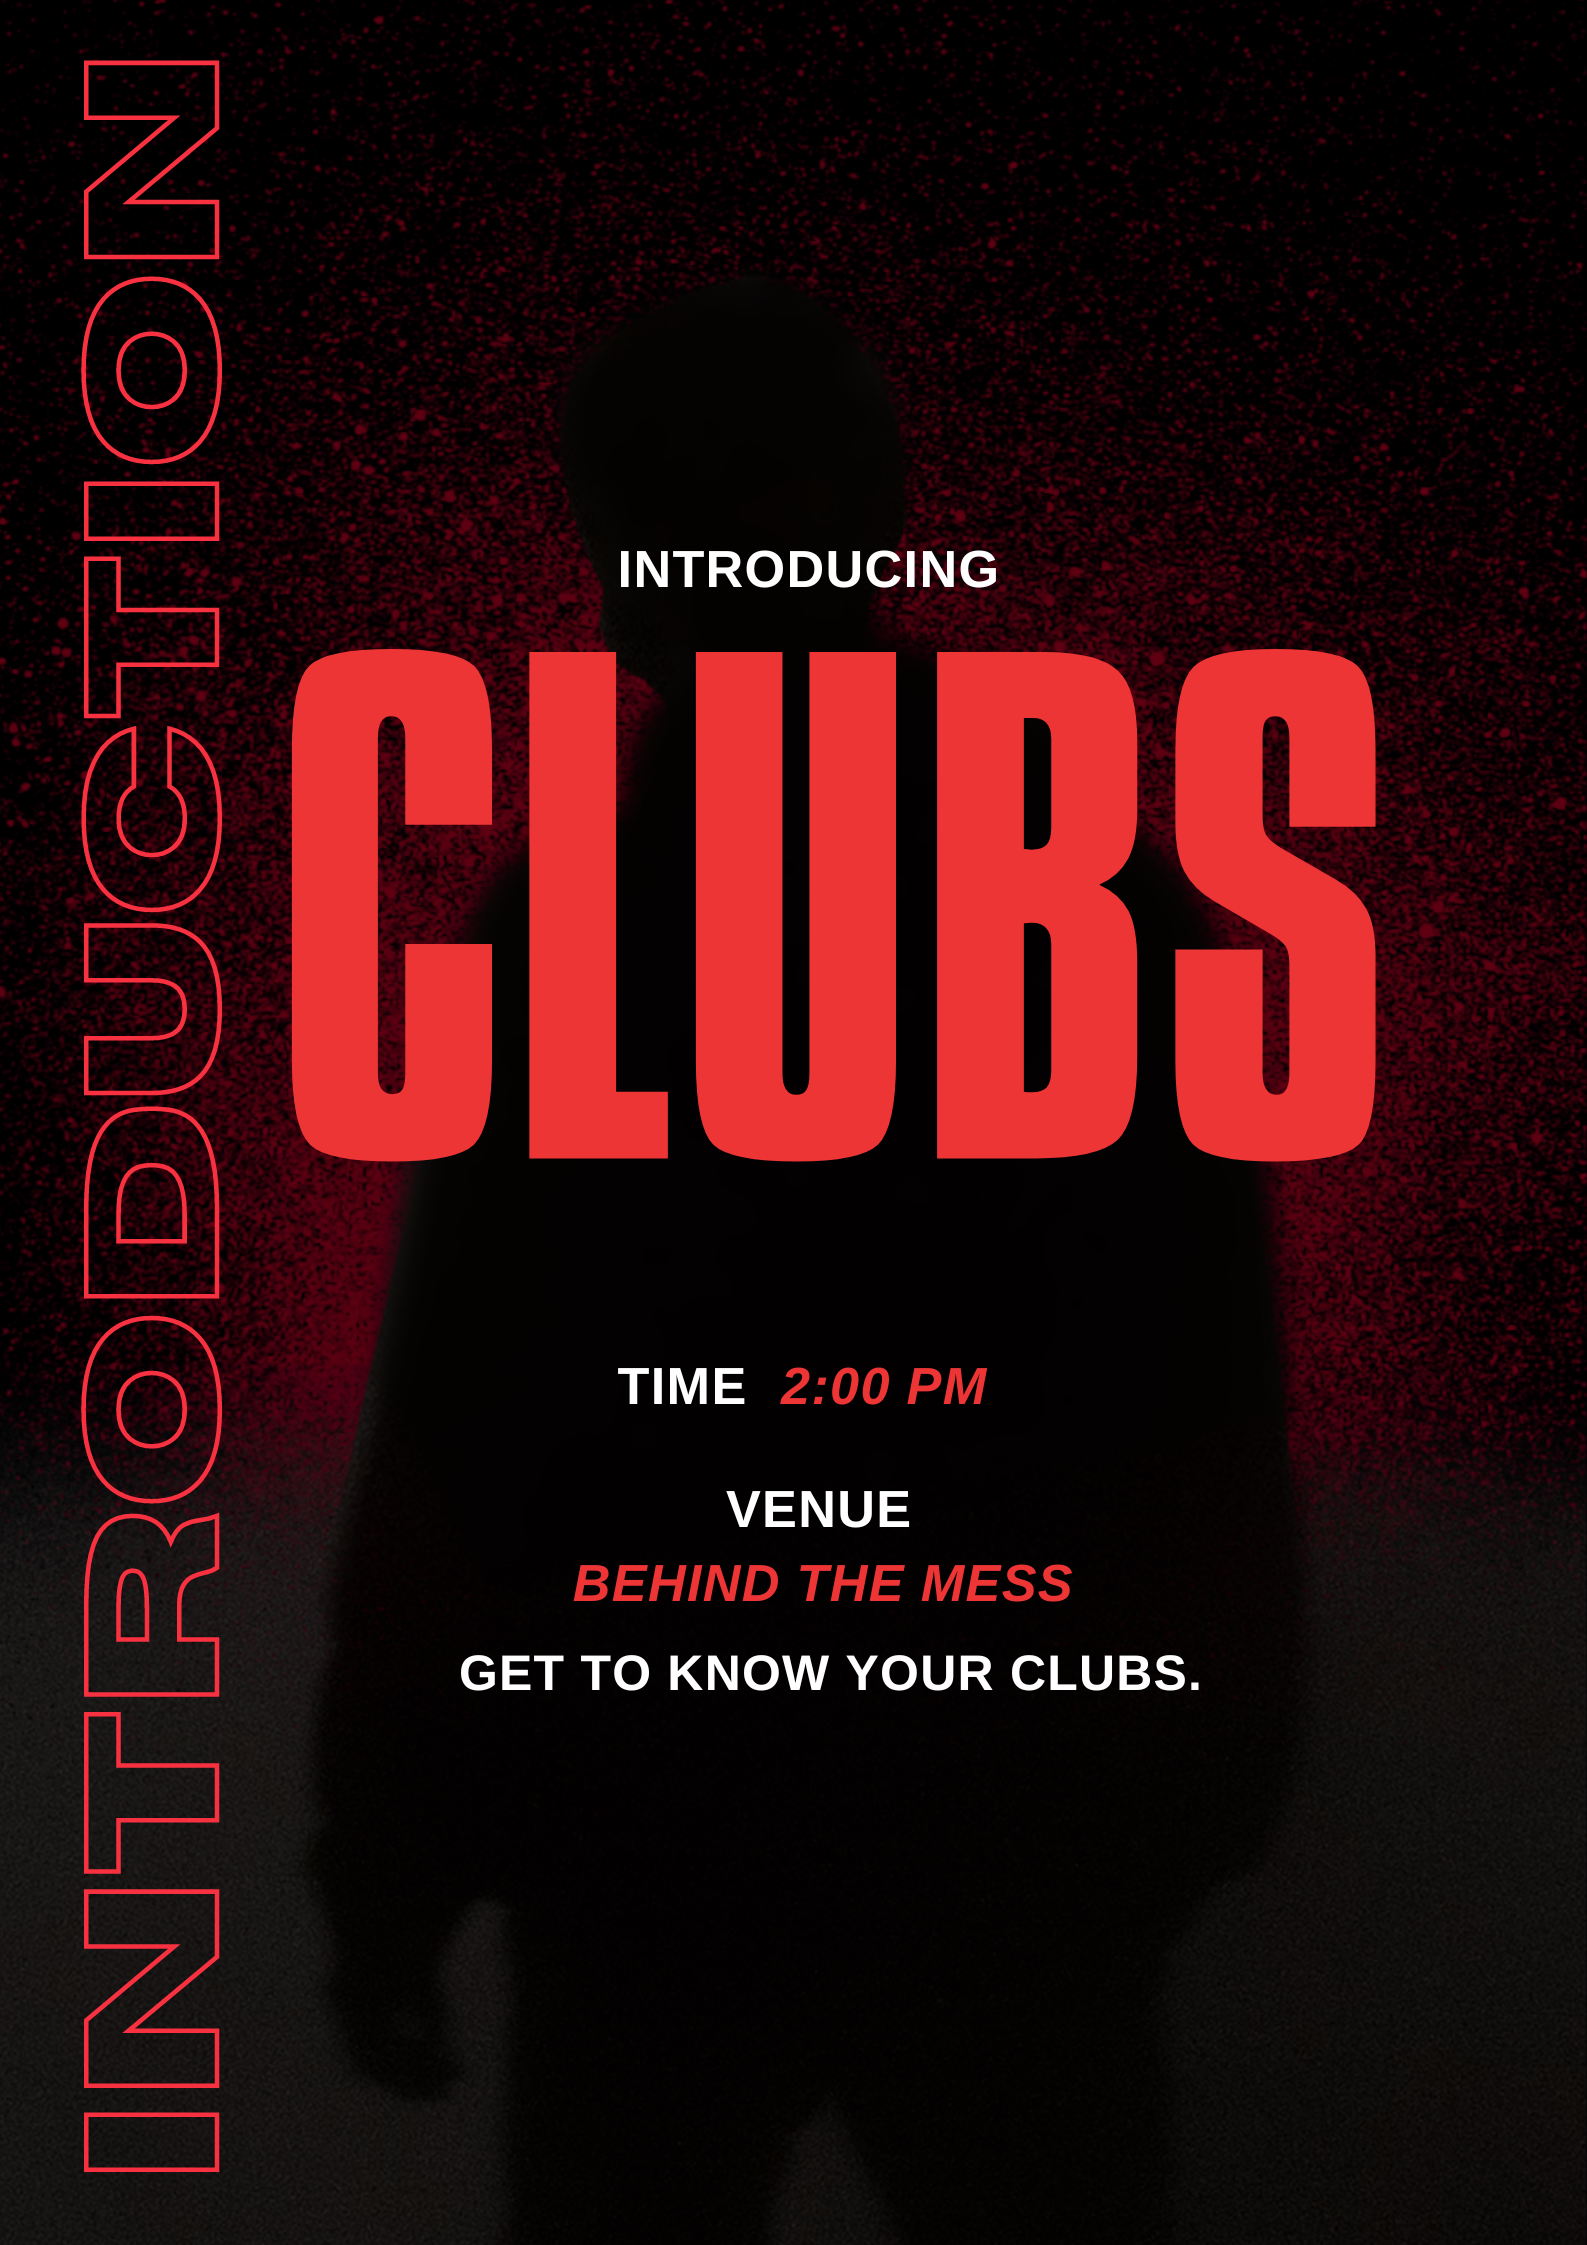 INTRODUCTION
INTRODUCING
CLUBS
TIME 2:00 PM
VENUE
BEHIND THE MESS
GET TO KNOW YOUR CLUBS.